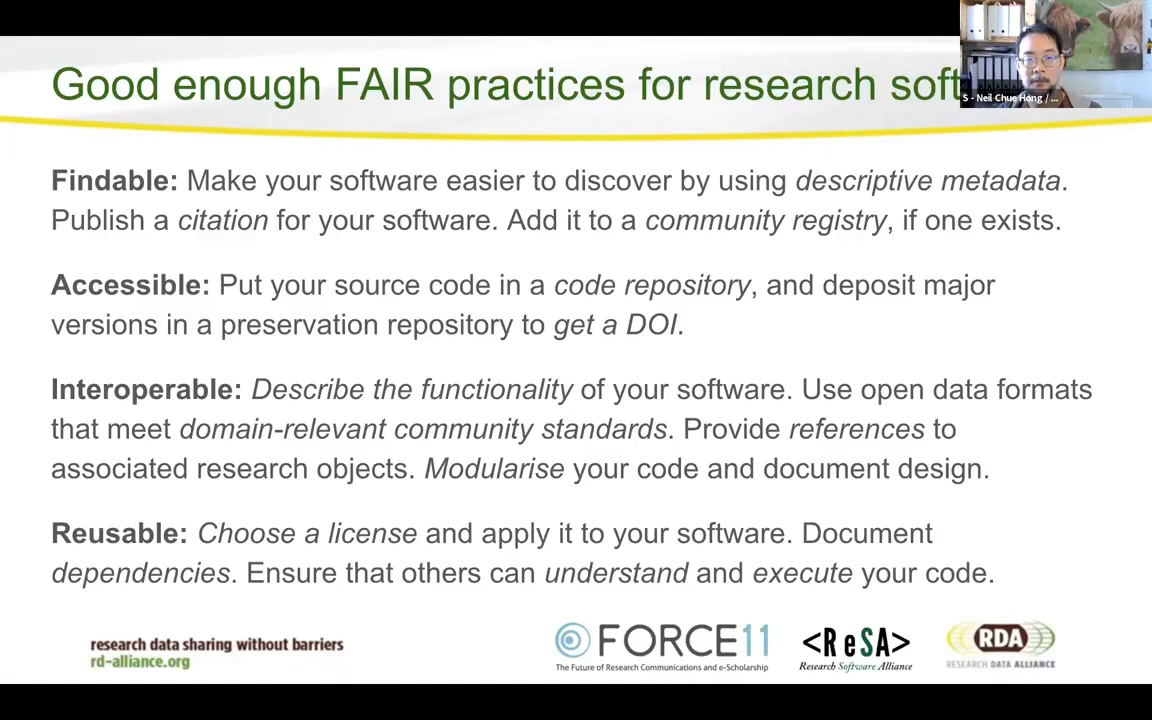 Good enough FAIR practices for research soft
S - Neil Chue Hong / ...
Findable: Make your software easier to discover by using descriptive metadata.
Publish a citation for your software. Add it to a community registry, if one exists.
Accessible: Put your source code in a code repository, and deposit major
versions in a preservation repository to get a DOI.
Interoperable: Describe the functionality of your software. Use open data formats
that meet domain-relevant community standards. Provide references to
associated research objects. Modularise your code and document design.
Reusable: Choose a license and apply it to your software. Document
dependencies. Ensure that others can understand and execute your code.
research data sharing without barriers
rd-alliance.org
FORCE11
The Future of Research Communications and e-Scholarship
<ReSA>
Research Software Alliance
RDA
RESEARCH DATA ALLIANCE